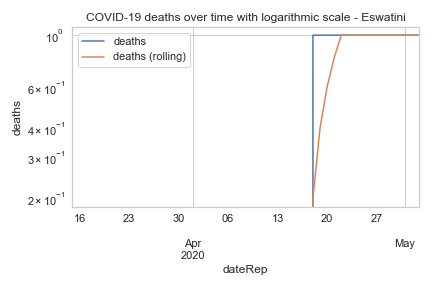 COVID-19 deaths over time with logarithmic scale - Eswatini
deaths
deaths (rolling)
10⁰
6 × 10⁻¹
4 × 10⁻¹
3 × 10⁻¹
2 × 10⁻¹
deaths
16 23 30 06 13 20 27
Apr May
2020
dateRep